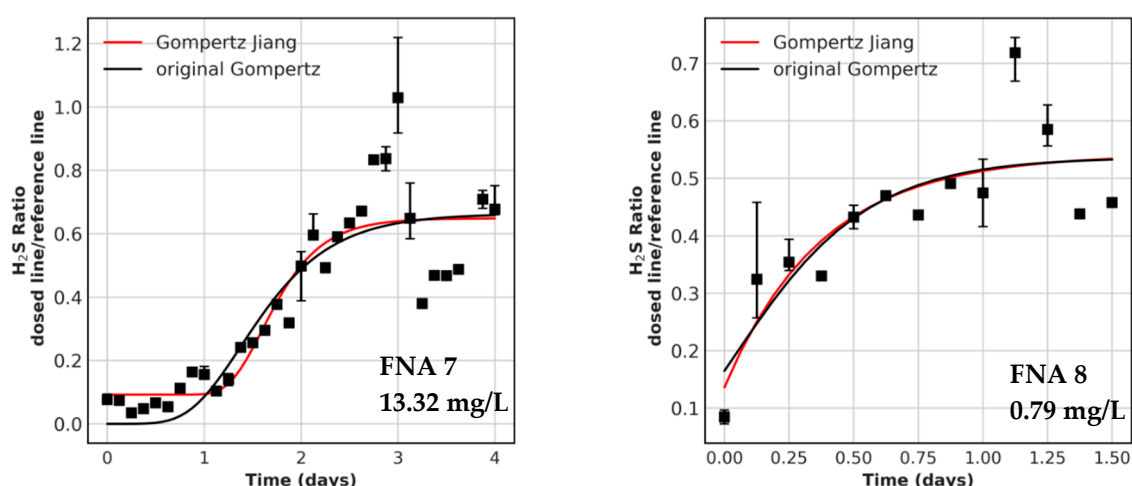 H₂S Ratio
dosed line/reference line
1.2
1.0
0.8
0.6
0.4
0.2
0.0
Gompertz Jiang
original Gompertz
FNA 7
13.32 mg/L
0
1
2
3
4
Time (days)
H₂S Ratio
dosed line/reference line
0.7
0.6
0.5
0.4
0.3
0.2
0.1
Gompertz Jiang
original Gompertz
FNA 8
0.79 mg/L
0.00
0.25
0.50
0.75
1.00
1.25
1.50
Time (days)